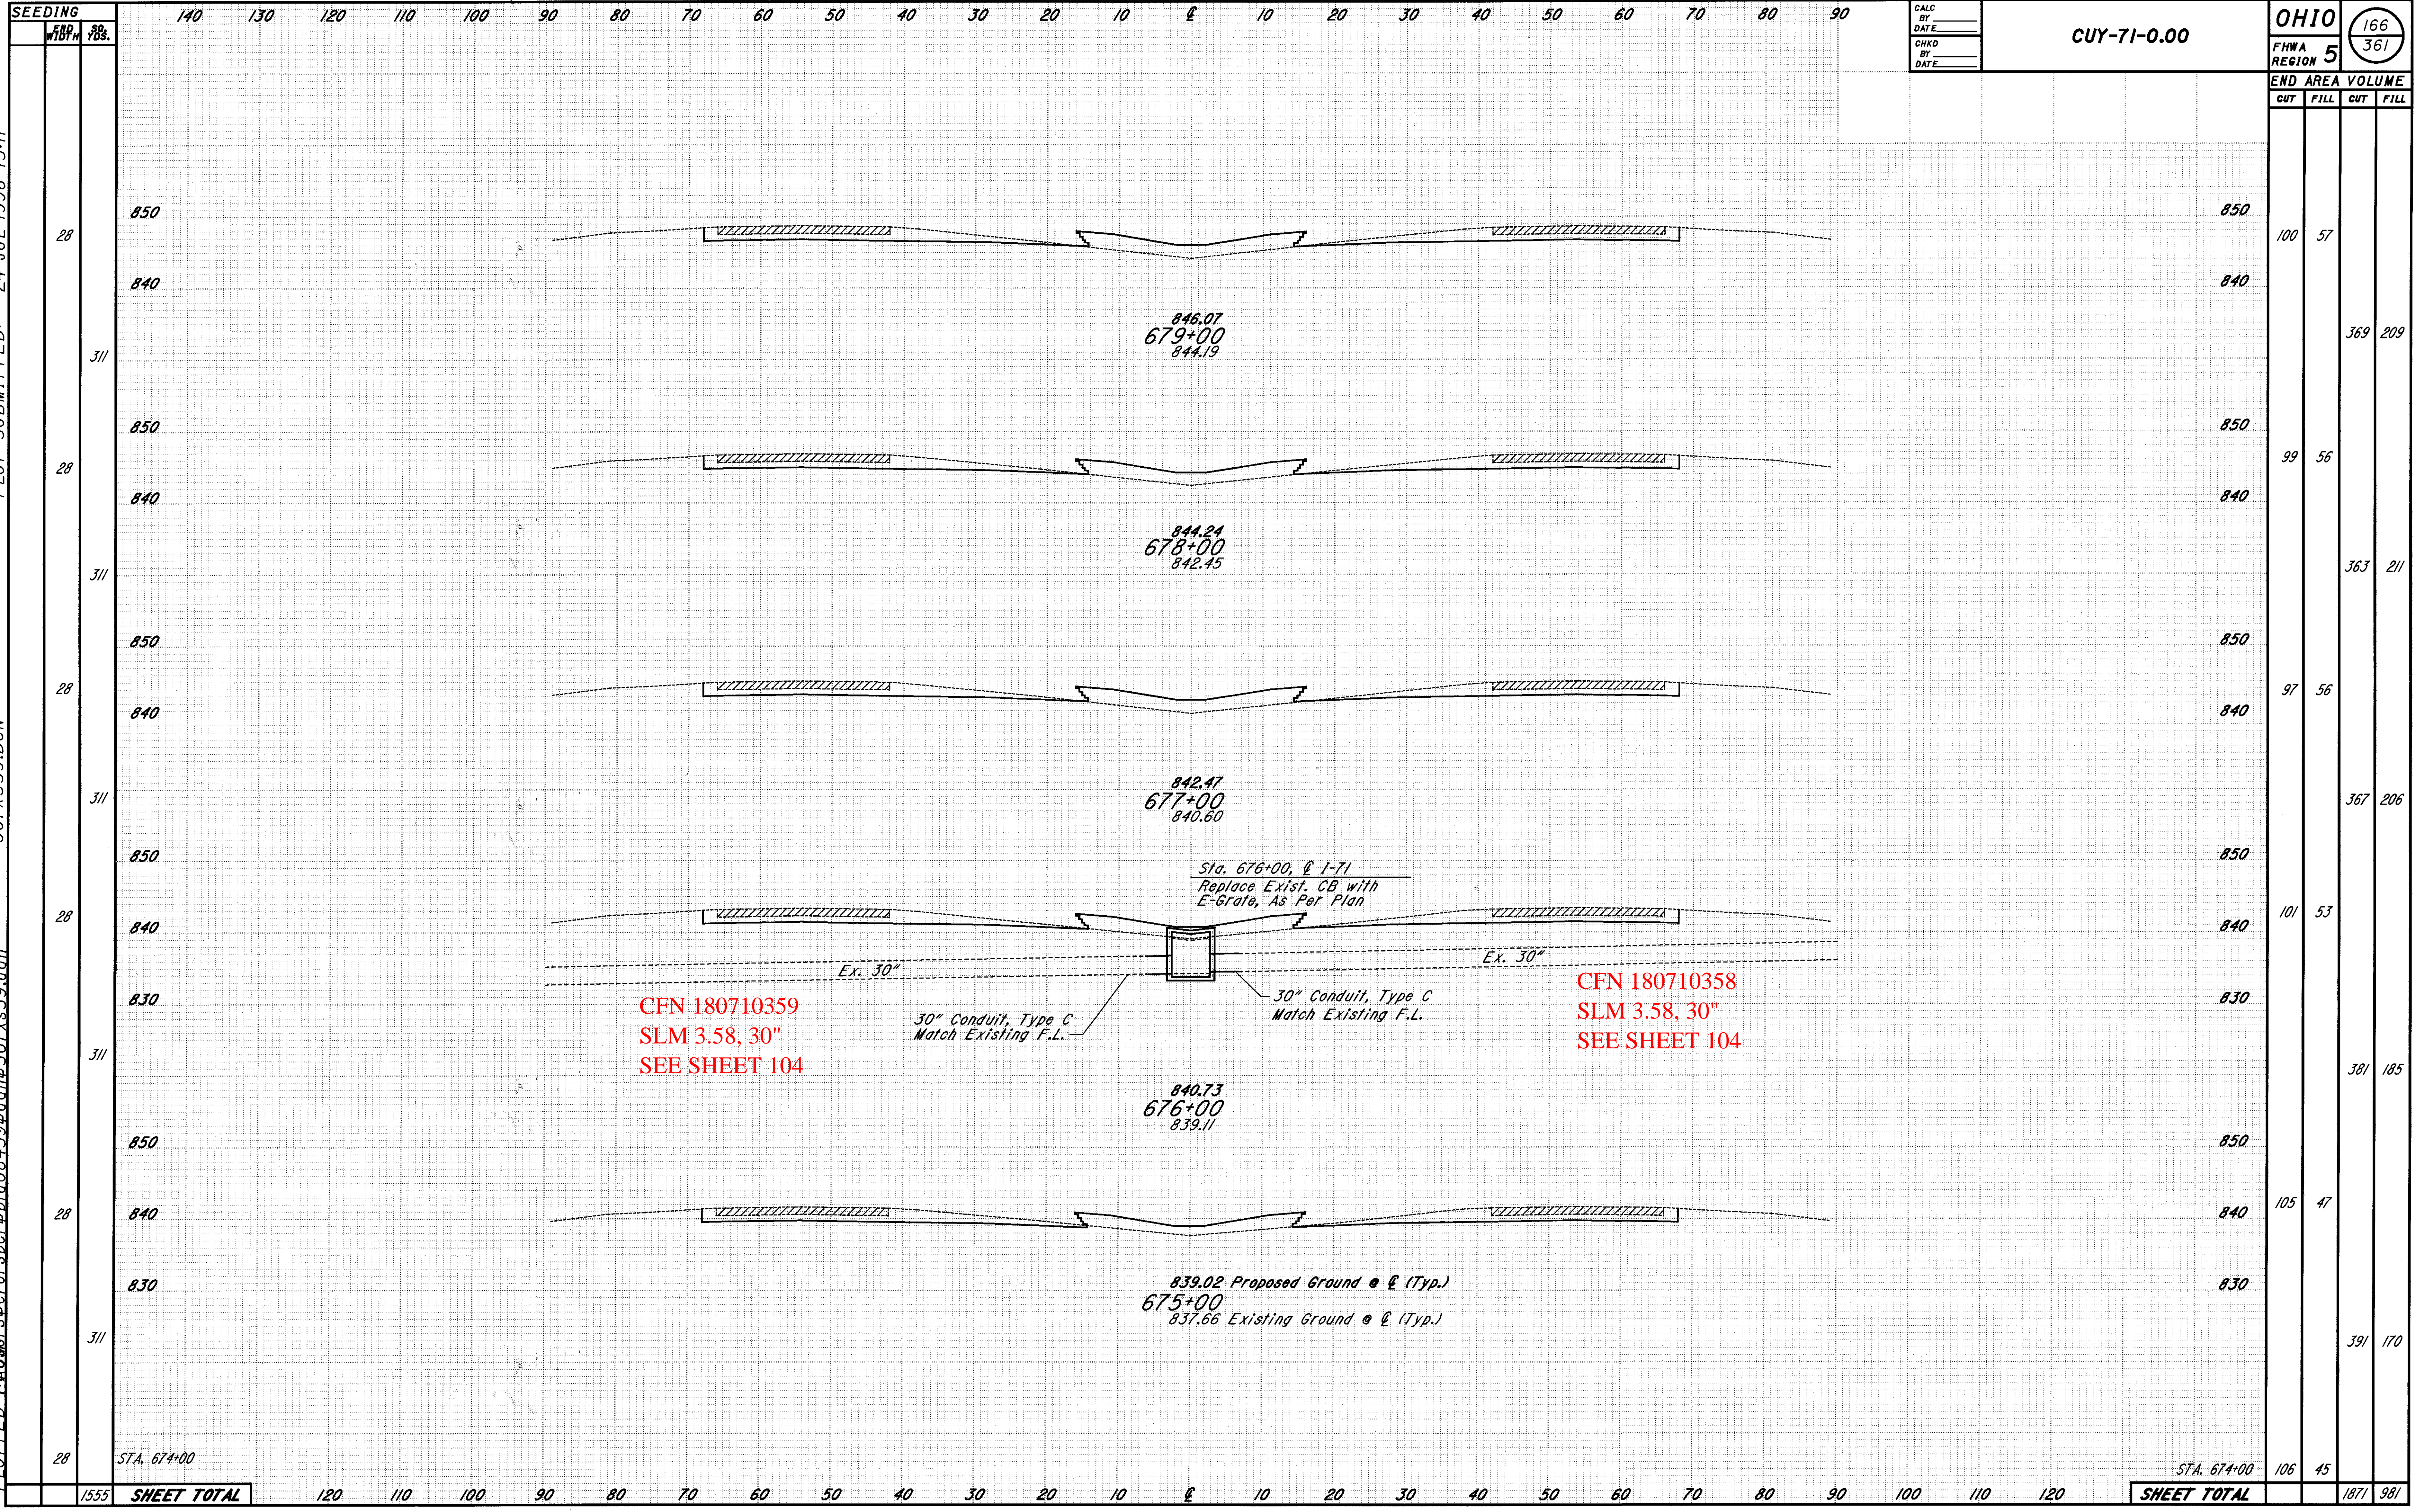 SEEDING
END WIDTH
SQ. YDS.
140 130 120 110 100 90 80 70 60 50 40 30 20 10 ℄ 10 20 30 40 50 60 70 80 90
CALC
BY
DATE
CHKD
BY
DATE
CUY-71-0.00
OHIO
FHWA REGION 5
166
361
END AREA VOLUME
CUT FILL CUT FILL
850 850
28 100 57
840 840
846.07
679+00
844.19
369 209
311
850 850
28 99 56
840 840
844.24
678+00
842.45
363 211
311
850 850
28 97 56
840 840
842.47
677+00
840.60
311 367 206
850 850
Sta. 676+00, ℄ I-71
Replace Exist. CB with
E-Grate, As Per Plan
28 101 53
840 840
Ex. 30" Ex. 30"
830 830
CFN 180710359
SLM 3.58, 30"
SEE SHEET 104
30" Conduit, Type C
Match Existing F.L.
30" Conduit, Type C
Match Existing F.L.
CFN 180710358
SLM 3.58, 30"
SEE SHEET 104
311 381 185
840.73
676+00
839.11
850 850
28 105 47
840 840
830 830
839.02 Proposed Ground @ ℄ (Typ.)
675+00
837.66 Existing Ground @ ℄ (Typ.)
311 391 170
28 STA. 674+00
STA. 674+00 106 45
1555 SHEET TOTAL
120 110 100 90 80 70 60 50 40 30 20 10 ℄ 10 20 30 40 50 60 70 80 90 100 110 120
SHEET TOTAL 1871 981